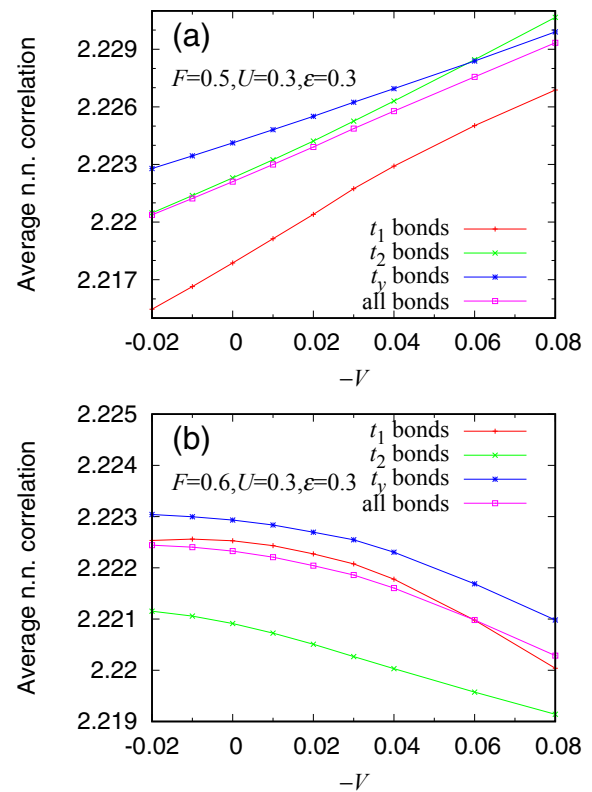 (a)
F=0.5,U=0.3,ε=0.3
Average n.n. correlation
2.229
2.226
2.223
2.22
2.217
t1 bonds
t2 bonds
ty bonds
all bonds
-0.02 0 0.02 0.04 0.06 0.08
−V
(b)
F=0.6,U=0.3,ε=0.3
Average n.n. correlation
2.225
2.224
2.223
2.222
2.221
2.22
2.219
t1 bonds
t2 bonds
ty bonds
all bonds
-0.02 0 0.02 0.04 0.06 0.08
−V